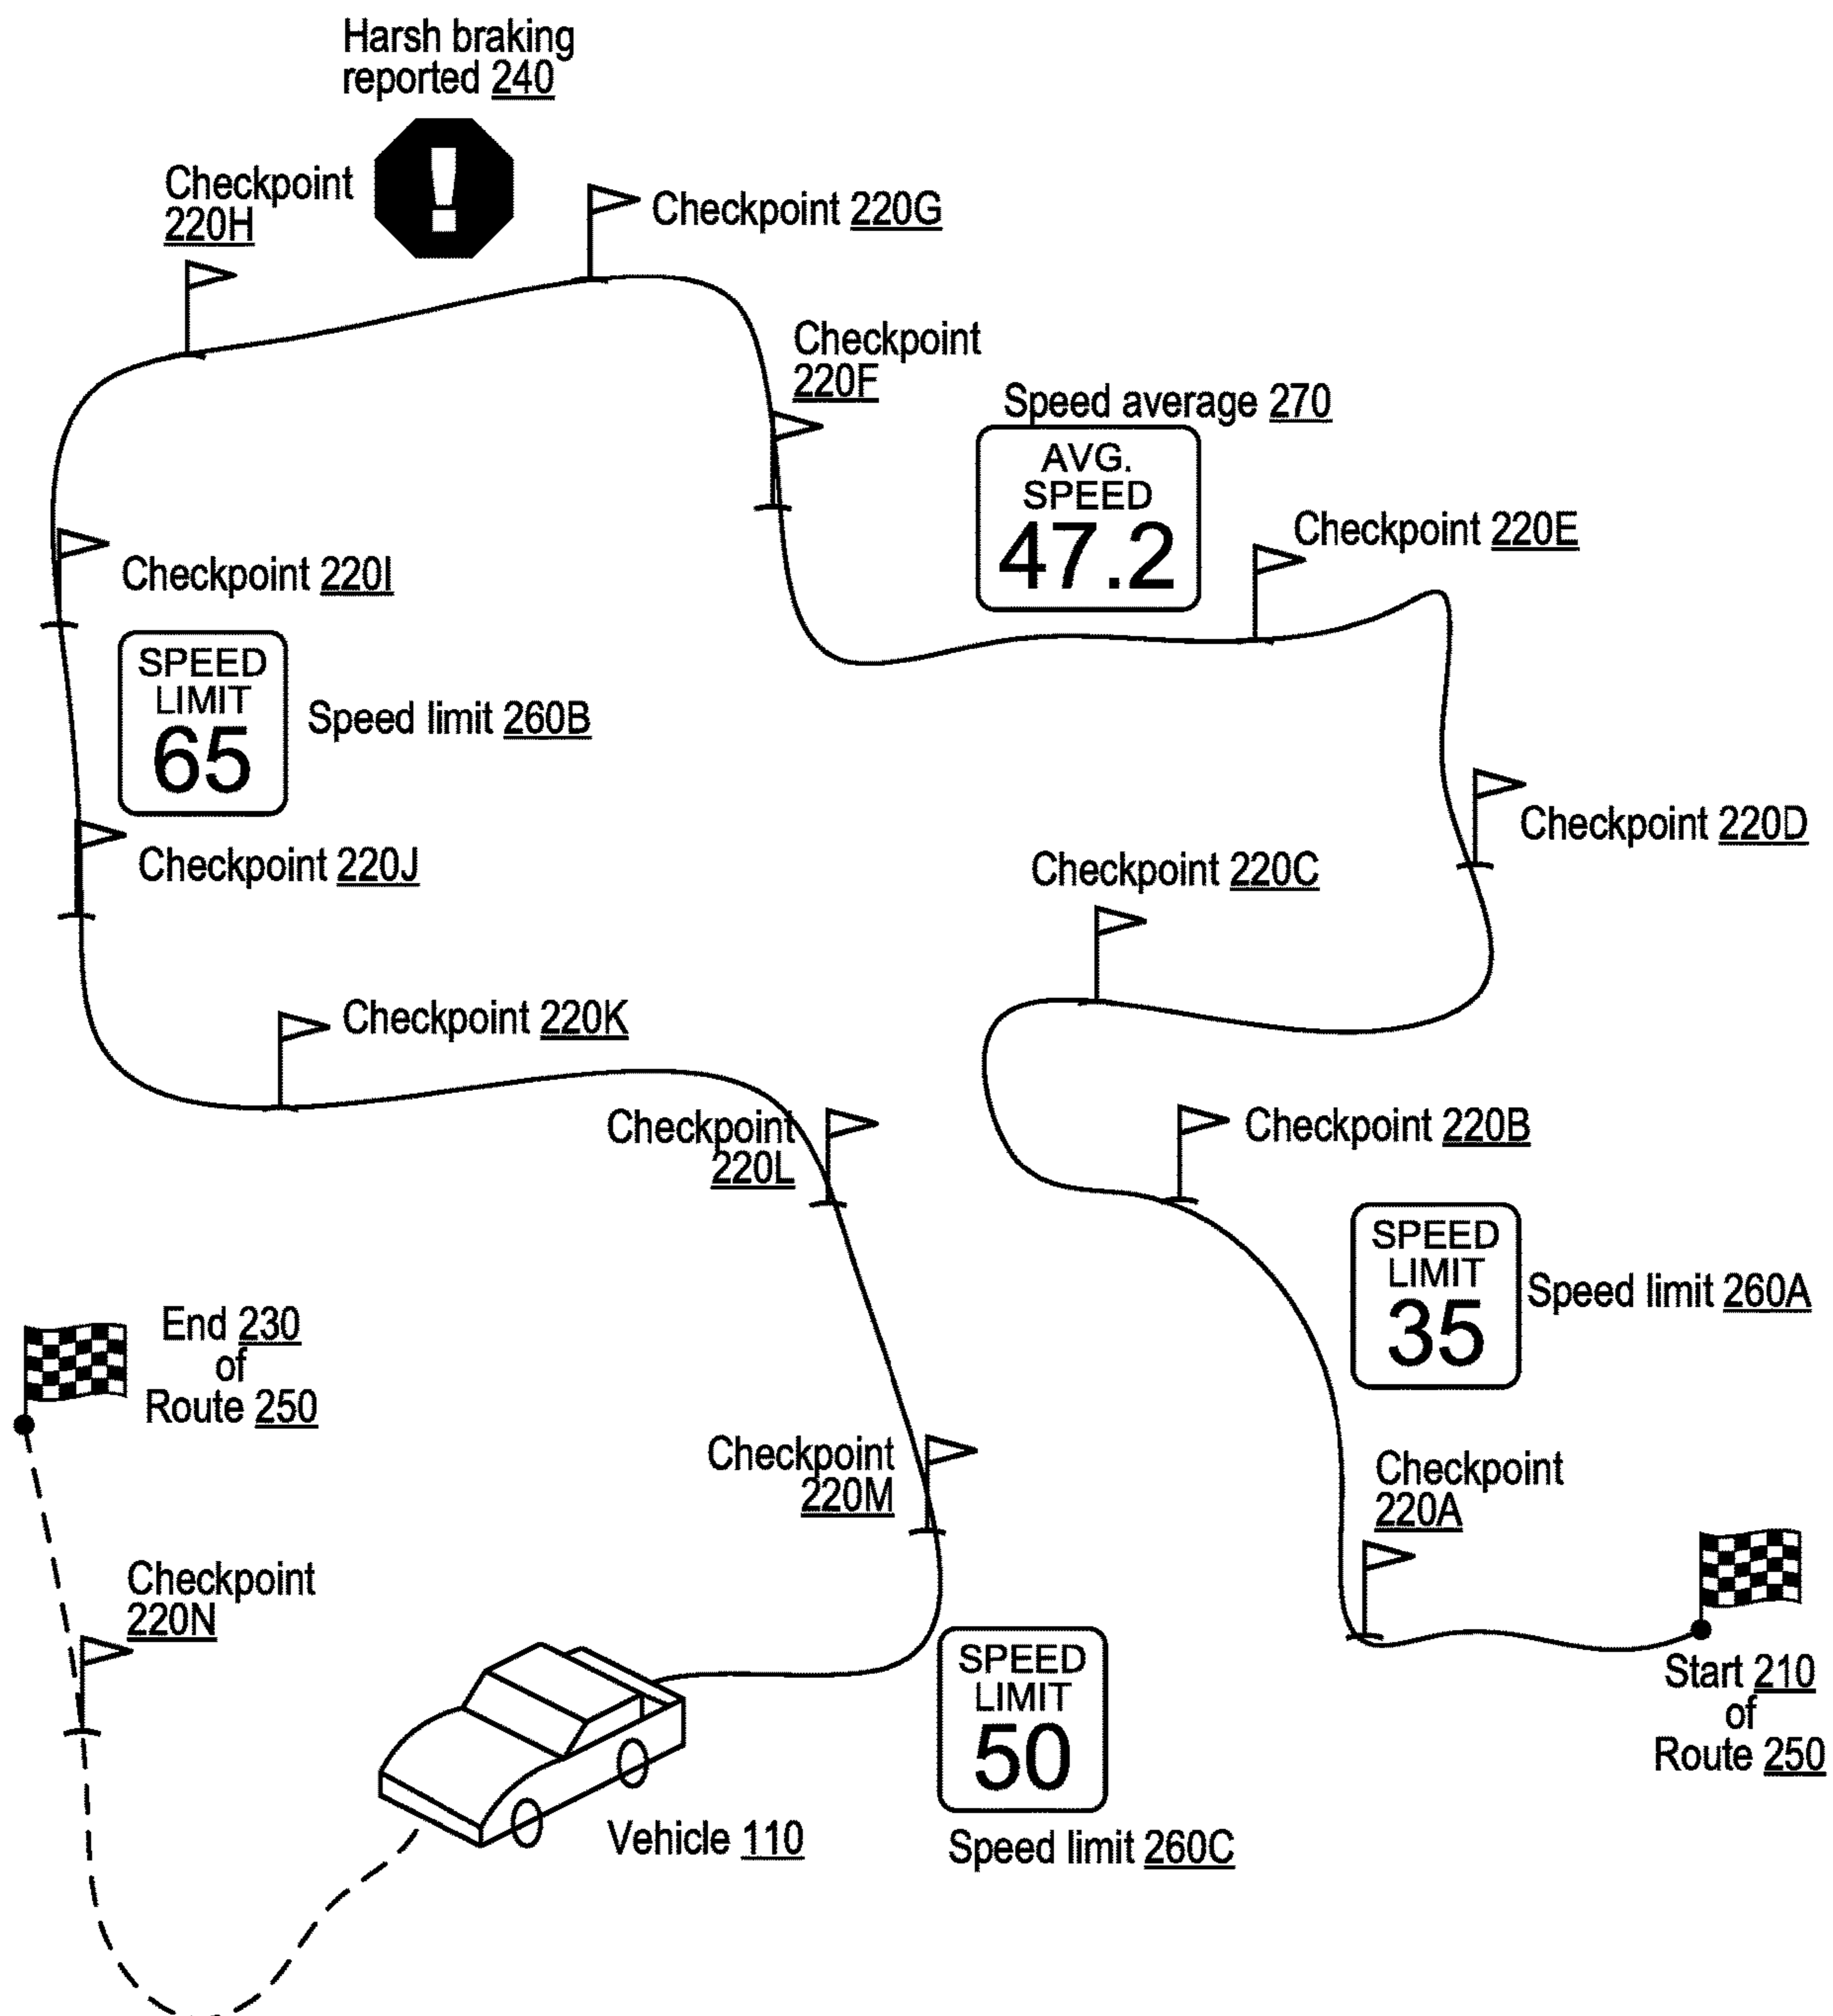 Harsh braking
reported 240
Checkpoint
220H
!
Checkpoint 220G
Checkpoint
220F
Speed average 270
AVG.
SPEED
47.2
Checkpoint 220E
Checkpoint 220I
SPEED
LIMIT
65
Speed limit 260B
Checkpoint 220D
Checkpoint 220J
Checkpoint 220C
Checkpoint 220K
Checkpoint
220L
Checkpoint 220B
SPEED
LIMIT
35
Speed limit 260A
End 230
of
Route 250
Checkpoint
220M
Checkpoint
220A
Checkpoint
220N
SPEED
LIMIT
50
Start 210
of
Route 250
Vehicle 110
Speed limit 260C